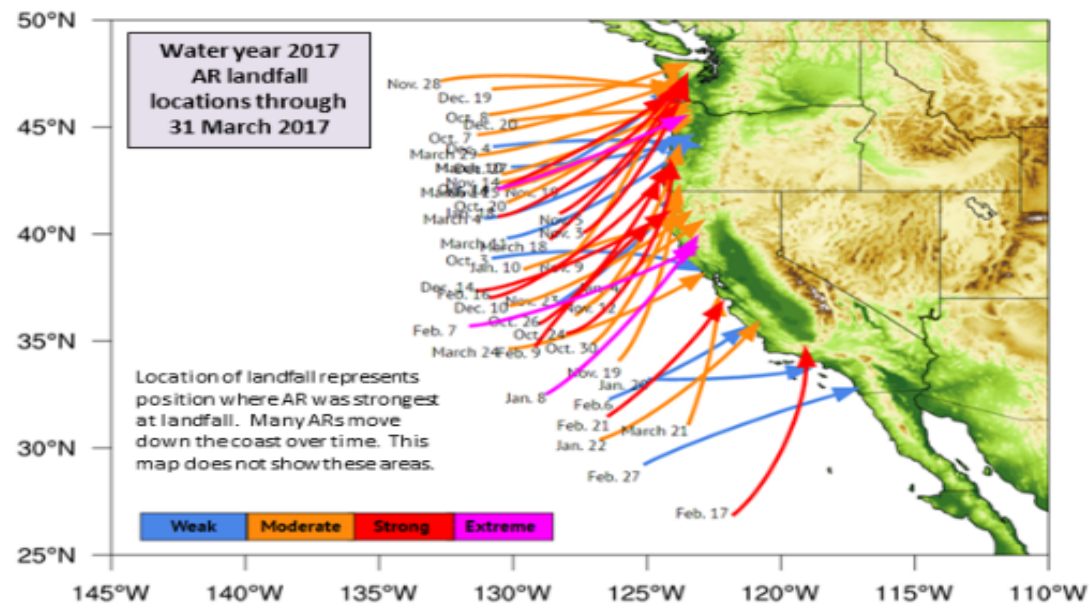 50°N
Water year 2017
AR landfall
locations through
31 March 2017
Nov. 28
Dec. 19
45°N
Oct. 8
Dec. 20
Oct. 7
March 29
Nov. 14
Oct. 20
March 4
Nov. 5
Nov. 3
40°N
March 18
Oct. 3
Jan. 10
Nov. 9
Dec. 14
Feb. 16
Dec. 10
Nov. 23
Nov. 12
Oct. 26
Feb. 7
Oct. 24
35°N
March 24
Feb. 9
Oct. 30
Nov. 19
Location of landfall represents
position where AR was strongest
at landfall. Many ARs move
down the coast over time. This
map does not show these areas.
Jan. 8
Feb.6
Feb. 21
March 21
Jan. 22
30°N
Feb. 27
Feb. 17
Weak Moderate Strong Extreme
25°N
145°W 140°W 130°W 125°W 120°W 115°W 110°W